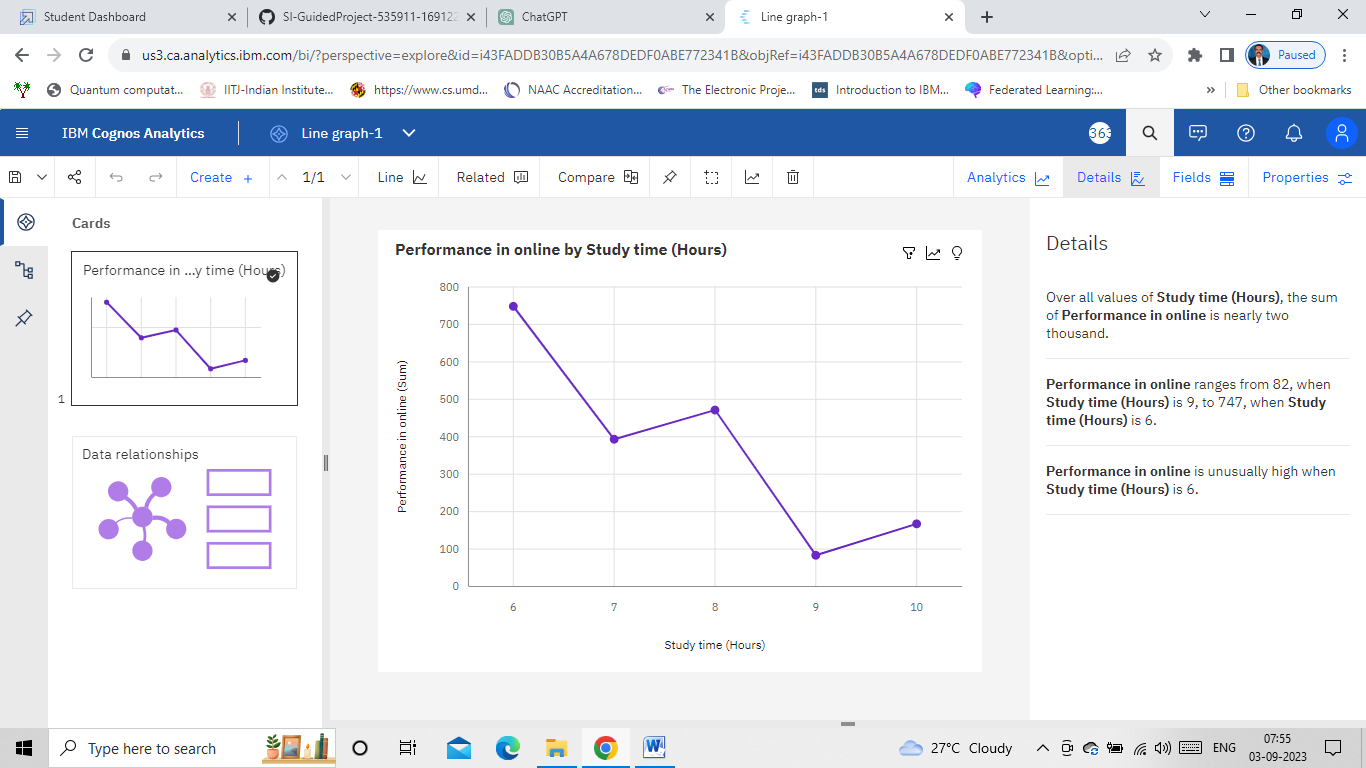 Student Dashboard
SI-GuidedProject-535911-169122
ChatGPT
Line graph-1
us3.ca.analytics.ibm.com/bi/?perspective=explore&id=i43FADDB30B5A4A678DEDF0ABE772341B&objRef=i43FADDB30B5A4A678DEDF0ABE772341B&opti...
Paused
Quantum computat...
IITJ-Indian Institute...
https://www.cs.umd...
NAAC Accreditation...
The Electronic Proje...
tds
Introduction to IBM...
Federated Learning:...
»
Other bookmarks
IBM Cognos Analytics
Line graph-1
363
Create +
1/1
Line
Related
Compare
Analytics
Details
Fields
Properties
Cards
Performance in ...y time (Hours)
1
Data relationships
Performance in online by Study time (Hours)
Performance in online (Sum)
800
700
600
500
400
300
200
100
0
6 7 8 9 10
Study time (Hours)
Details
Over all values of Study time (Hours), the sum
of Performance in online is nearly two
thousand.
Performance in online ranges from 82, when
Study time (Hours) is 9, to 747, when Study
time (Hours) is 6.
Performance in online is unusually high when
Study time (Hours) is 6.
Type here to search
27°C Cloudy
ENG
07:55
03-09-2023